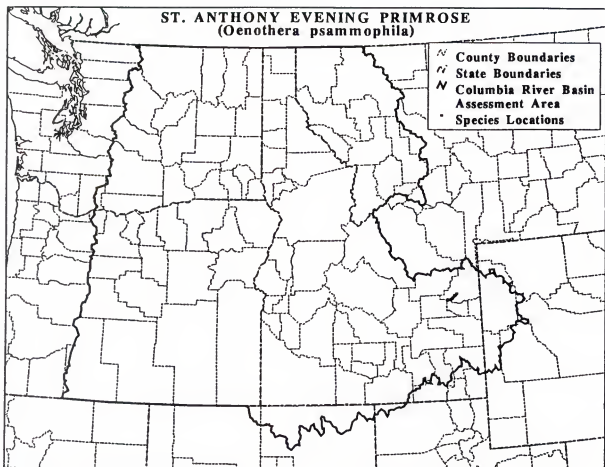 ST. ANTHONY EVENING PRIMROSE
(Oenothera psammophila)
County Boundaries
State Boundaries
Columbia River Basin
Assessment Area
Species Locations